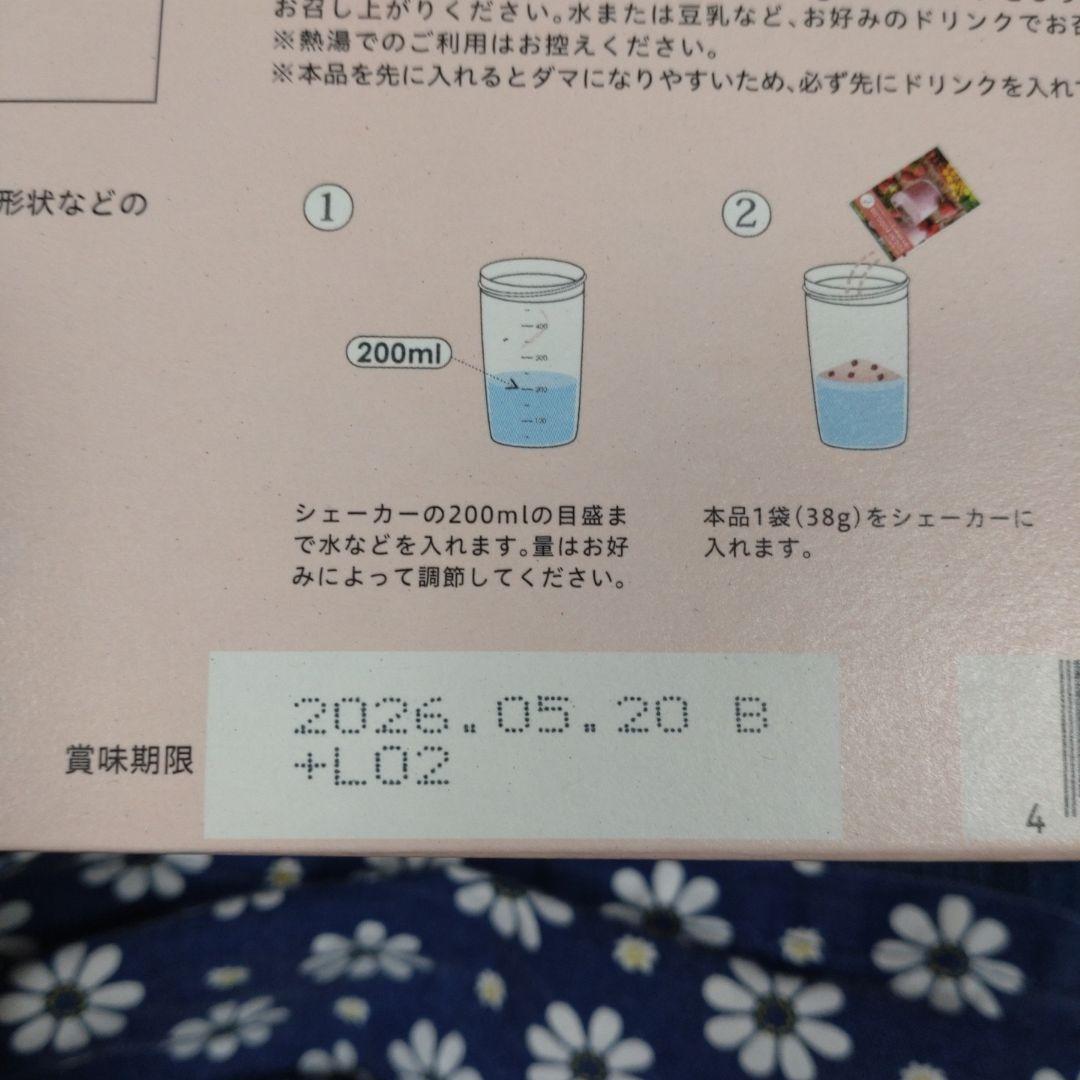 お召し上がりください。水または豆乳など、お好みのドリンクでお召
※熱湯でのご利用はお控えください。
※本品を先に入れるとダマになりやすいため、必ず先にドリンクを入れて
形状などの
1
2
200ml
400
300
200
100
シェーカーの200mlの目盛ま
で水などを入れます。量はお好
みによって調節してください。
本品1袋(38g)をシェーカーに
入れます。
賞味期限
2026.05.20 B
+L02
4